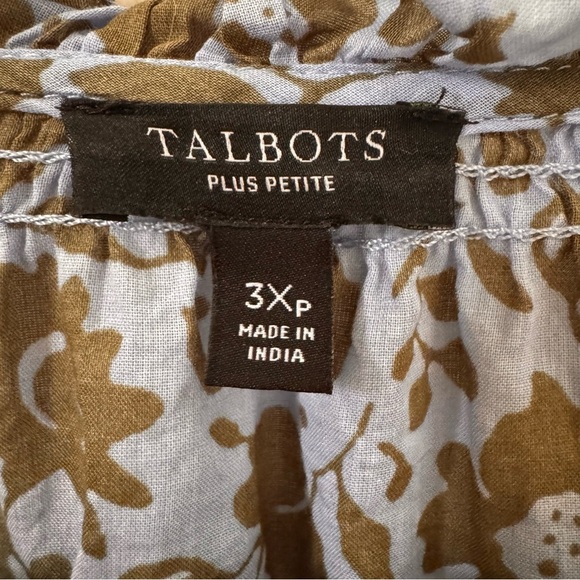 TALBOTS
PLUS PETITE
3XP
MADE IN
INDIA